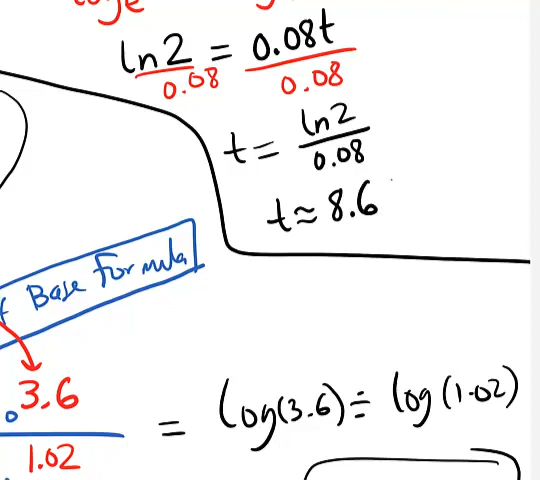 ln2 = 0.08t
0.08 0.08
t = ln2/0.08
t ≈ 8.6
Base Formula
3.6
1.02
= log(3.6) ÷ log(1.02)